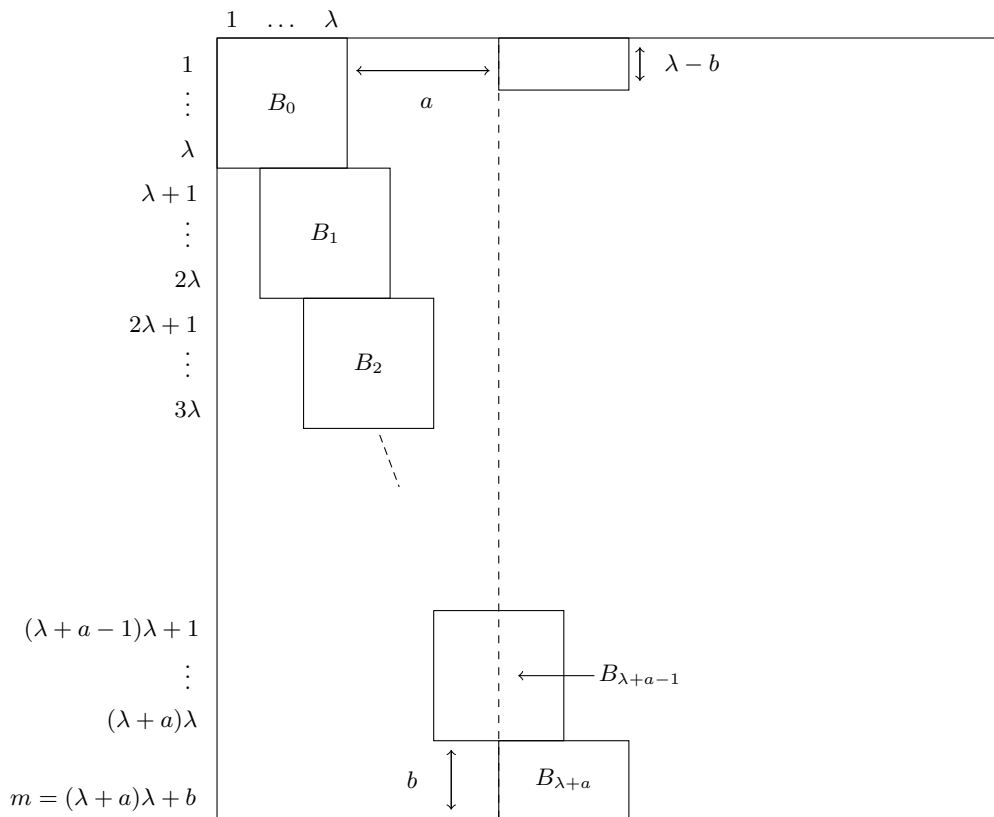 1 … λ
1 λ − b
⋮ B₀ a
λ
λ + 1
⋮ B₁
2λ
2λ + 1
⋮ B₂
3λ
(λ + a − 1)λ + 1
⋮ B_{λ+a−1}
(λ + a)λ
b B_{λ+a}
m = (λ + a)λ + b